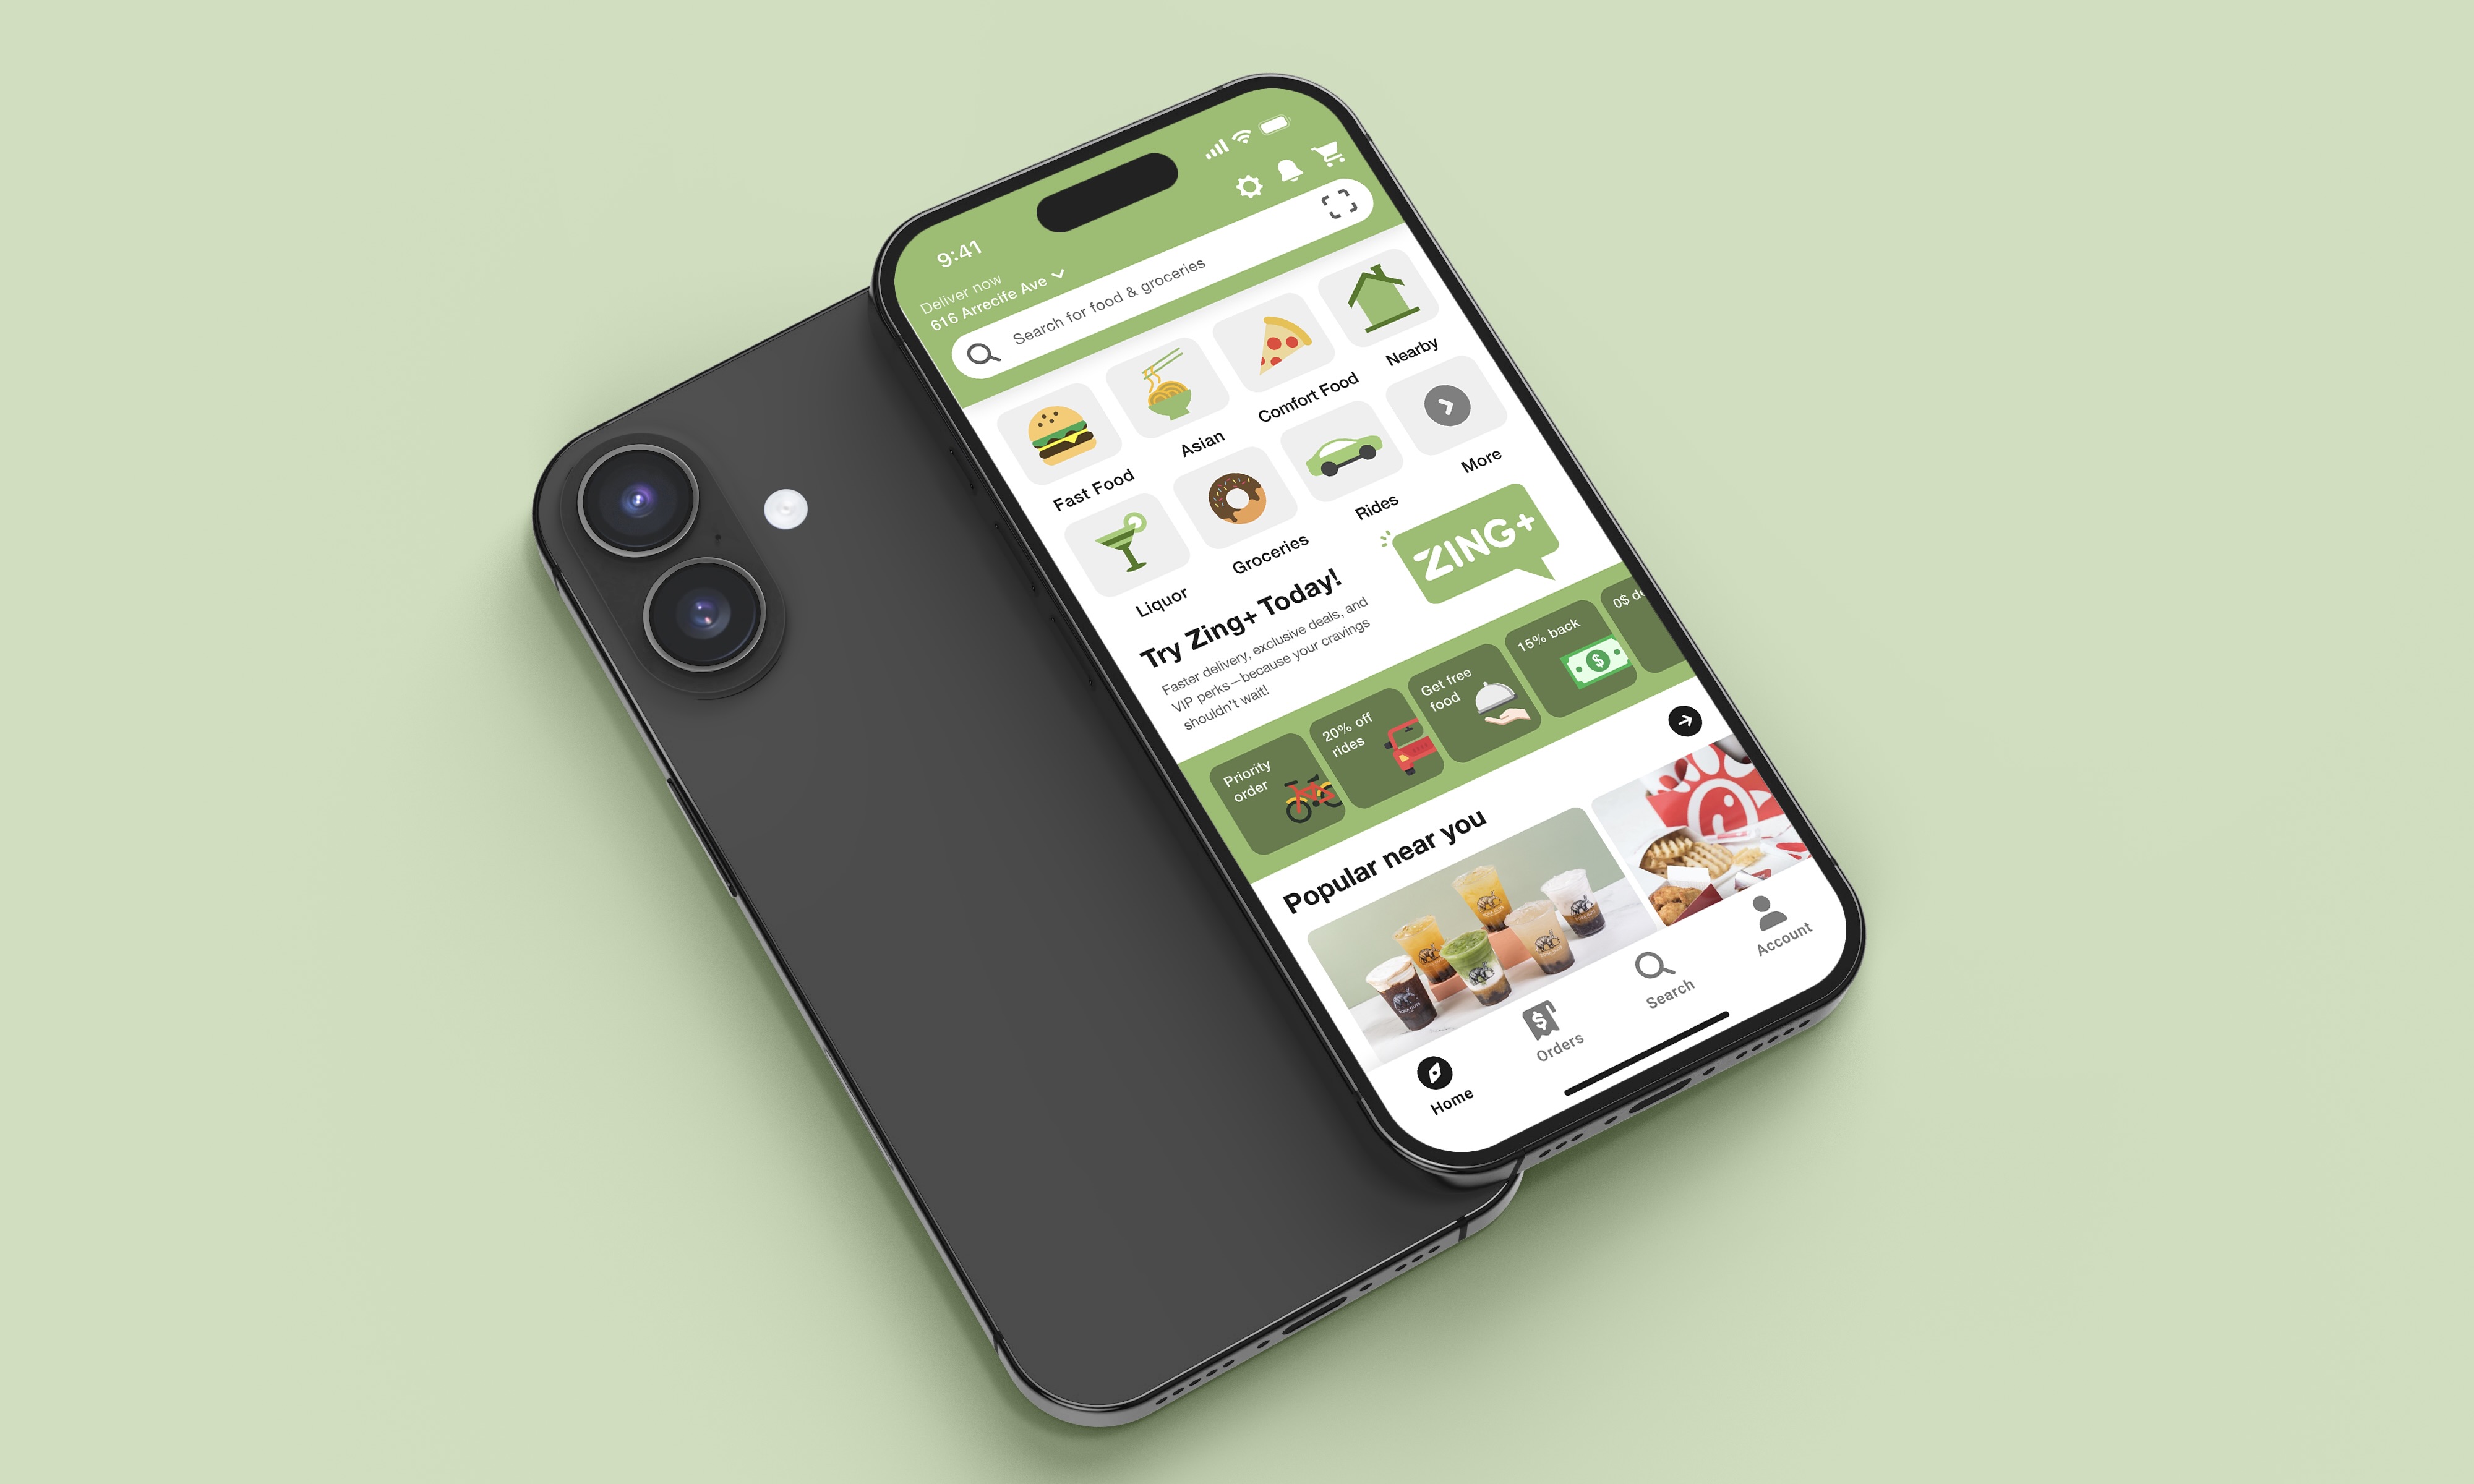 9:41
Deliver now
616 Arrecife Ave
Search for food & groceries
Fast Food
Asian
Comfort Food
Nearby
Liquor
Groceries
Rides
More
Try Zing+ Today!
Faster delivery, exclusive deals, and
VIP perks—because your cravings
shouldn't wait!
ZING+
Priority
order
20% off
rides
Get free
food
15% back
0$ de
Popular near you
Home
Orders
Search
Account